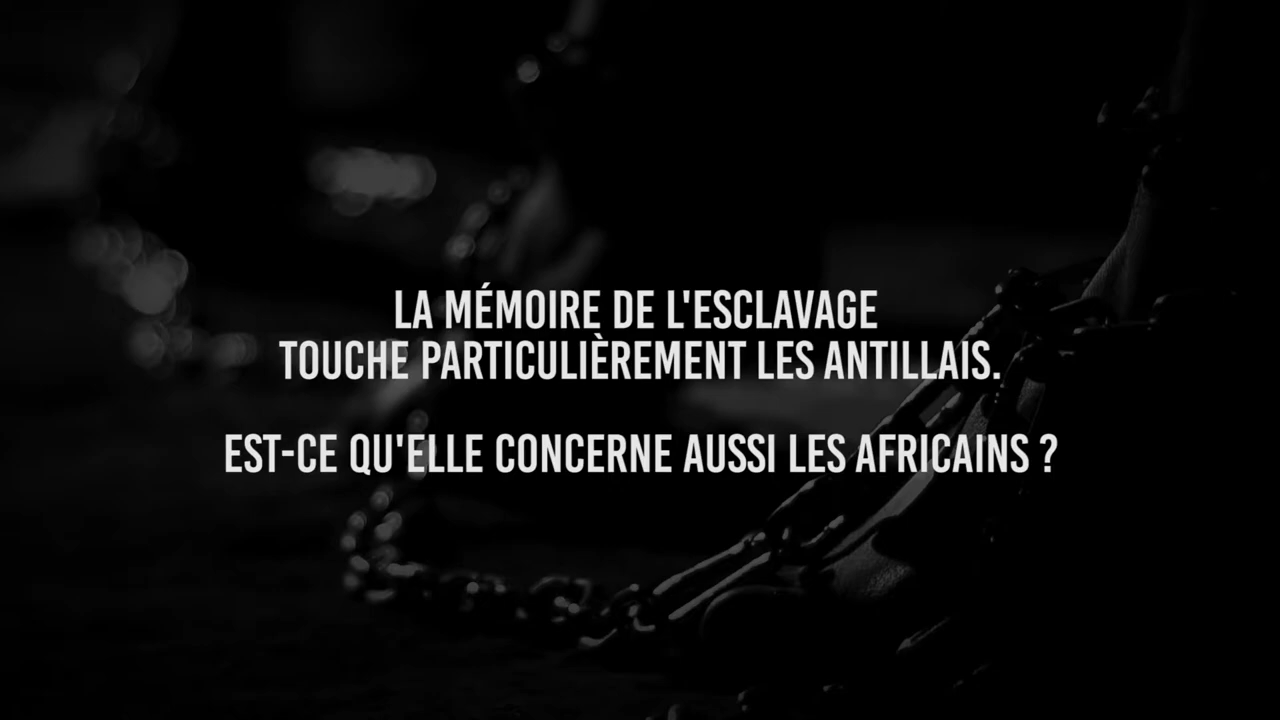 LA MÉMOIRE DE L'ESCLAVAGE
TOUCHE PARTICULIÈREMENT LES ANTILLAIS.
EST-CE QU'ELLE CONCERNE AUSSI LES AFRICAINS ?